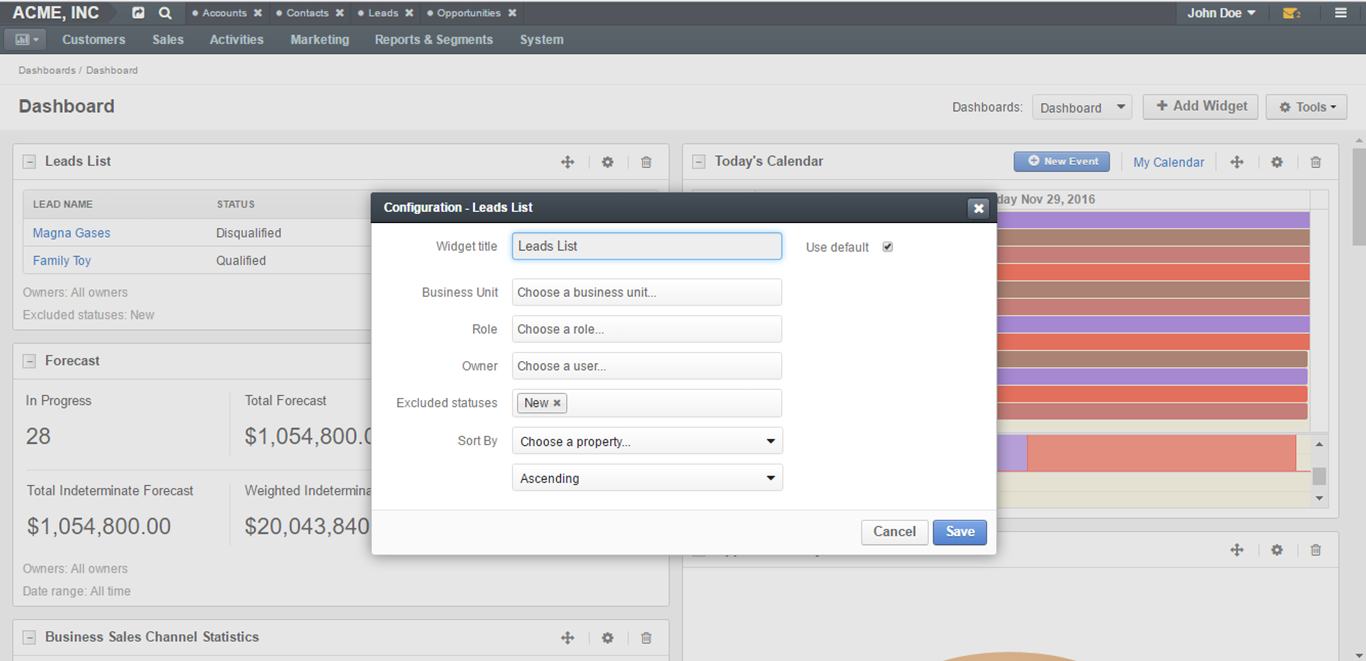 ACME, INC
Accounts Contacts Leads Opportunities
John Doe
2
Customers Sales Activities Marketing Reports & Segments System
Dashboards / Dashboard
Dashboard
Dashboards: Dashboard + Add Widget Tools
Leads List
LEAD NAME STATUS
Magna Gases Disqualified
Family Toy Qualified
Owners: All owners
Excluded statuses: New
Forecast
In Progress Total Forecast
28 $1,054,800.0
Total Indeterminate Forecast Weighted Indetermina
$1,054,800.00 $20,043,840
Owners: All owners
Date range: All time
Business Sales Channel Statistics
Today's Calendar New Event My Calendar
day Nov 29, 2016
Configuration - Leads List
Widget title Leads List Use default
Business Unit Choose a business unit...
Role Choose a role...
Owner Choose a user...
Excluded statuses New
Sort By Choose a property...
Ascending
Cancel Save